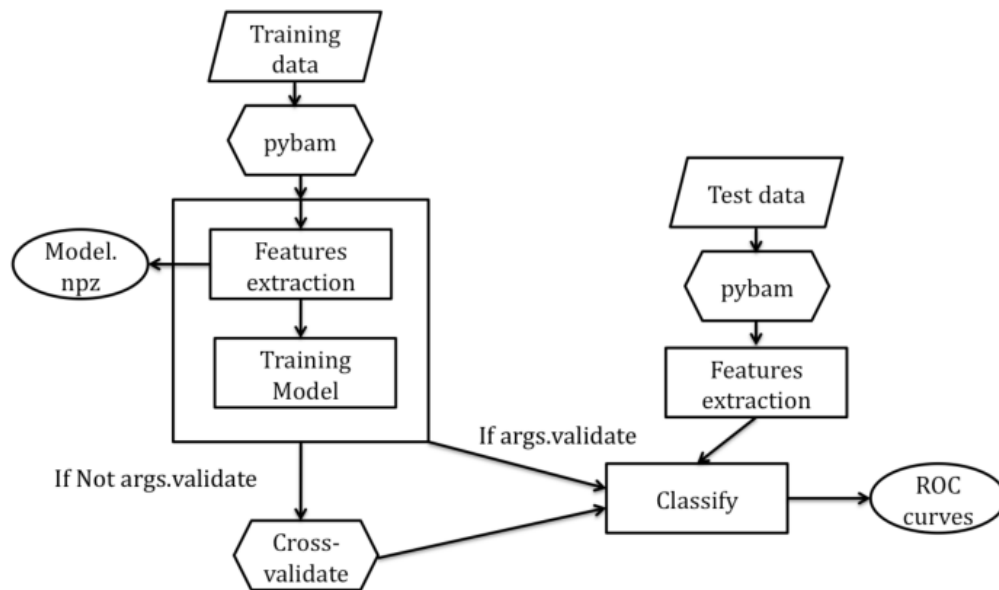 Training
data
pybam
Features
extraction
Model.
npz
Training
Model
If Not args.validate
Cross-
validate
If args.validate
Test data
pybam
Features
extraction
Classify
ROC
curves